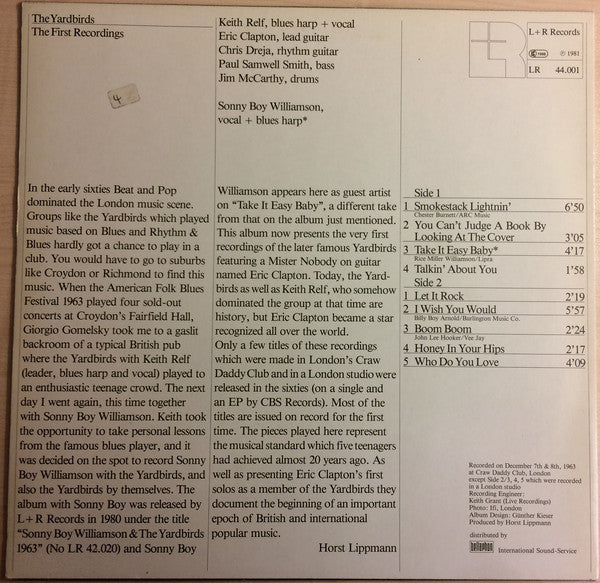 The Yardbirds
The First Recordings
4
Keith Relf, blues harp + vocal
Eric Clapton, lead guitar
Chris Dreja, rhythm guitar
Paul Samwell Smith, bass
Jim McCarthy, drums
Sonny Boy Williamson,
vocal + blues harp*
L+R Records
℗ 1981
LR 44.001
In the early sixties Beat and Pop
dominated the London music scene.
Groups like the Yardbirds which played
music based on Blues and Rhythm &
Blues hardly got a chance to play in a
club. You would have to go to suburbs
like Croydon or Richmond to find this
music. When the American Folk Blues
Festival 1963 played four sold-out
concerts at Croydon's Fairfield Hall,
Giorgio Gomelsky took me to a gaslit
backroom of a typical British pub
where the Yardbirds with Keith Relf
(leader, blues harp and vocal) played to
an enthusiastic teenage crowd. The next
day I went again, this time together
with Sonny Boy Williamson. Keith took
the opportunity to take personal lessons
from the famous blues player, and it
was decided on the spot to record Sonny
Boy Williamson with the Yardbirds, and
also the Yardbirds by themselves. The
album with Sonny Boy was released by
L+R Records in 1980 under the title
"Sonny Boy Williamson & The Yardbirds
1963" (No LR 42.020) and Sonny Boy
Williamson appears here as guest artist
on "Take It Easy Baby", a different take
from that on the album just mentioned.
This album now presents the very first
recordings of the later famous Yardbirds
featuring a Mister Nobody on guitar
named Eric Clapton. Today, the Yard-
birds as well as Keith Relf, who somehow
dominated the group at that time are
history, but Eric Clapton became a star
recognized all over the world.
Only a few titles of these recordings
which were made in London's Craw
Daddy Club and in a London studio were
released in the sixties (on a single and
an EP by CBS Records). Most of the
titles are issued on record for the first
time. The pieces played here represent
the musical standard which five teenagers
had achieved almost 20 years ago. As
well as presenting Eric Clapton's first
solos as a member of the Yardbirds they
document the beginning of an important
epoch of British and international
popular music.
Horst Lippmann
Side 1
1 Smokestack Lightnin' 6'50
Chester Burnett/ARC Music
2 You Can't Judge A Book By
Looking At The Cover 3'05
3 Take It Easy Baby* 4'17
Rice Miller Williamson/Lipra
4 Talkin' About You 1'58
Side 2
1 Let It Rock 2'19
2 I Wish You Would 5'57
Billy Boy Arnold/Burlington Music Co.
3 Boom Boom 2'24
John Lee Hooker/Vee Jay
4 Honey In Your Hips 2'17
5 Who Do You Love 4'09
Recorded on December 7th & 8th, 1963
at Craw Daddy Club, London
except Side 2/3, 4, 5 which were recorded
in a London studio
Recording Engineer:
Keith Grant (Live Recordings)
Photo: Ifi, London
Album Design: Günther Kieser
Produced by Horst Lippmann
distributed by
bellaphon International Sound-Service